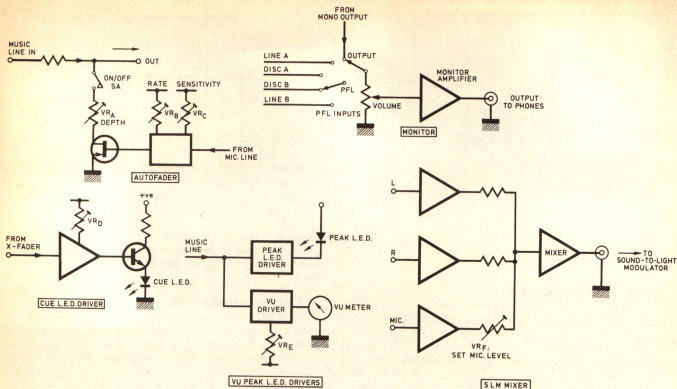 MUSIC
LINE IN
OUT
ON/OFF
SA
VRA
DEPTH
RATE
VRB
SENSITIVITY
VRC
FROM
MIC. LINE
AUTOFADER
FROM
MONO OUTPUT
LINE A
DISC A
DISC B
LINE B
OUTPUT
PFL
PFL INPUTS
VOLUME
MONITOR
AMPLIFIER
OUTPUT
TO PHONES
MONITOR
FROM
X-FADER
VRD
+ve
CUE L.E.D.
CUE L.E.D. DRIVER
MUSIC
LINE
PEAK
L.E.D.
DRIVER
PEAK L.E.D.
VU
DRIVER
VU METER
VRE
VU PEAK L.E.D. DRIVERS
L
R
MIC.
VRF;
SET MIC. LEVEL
MIXER
TO
SOUND-TO-LIGHT
MODULATOR
SLM MIXER